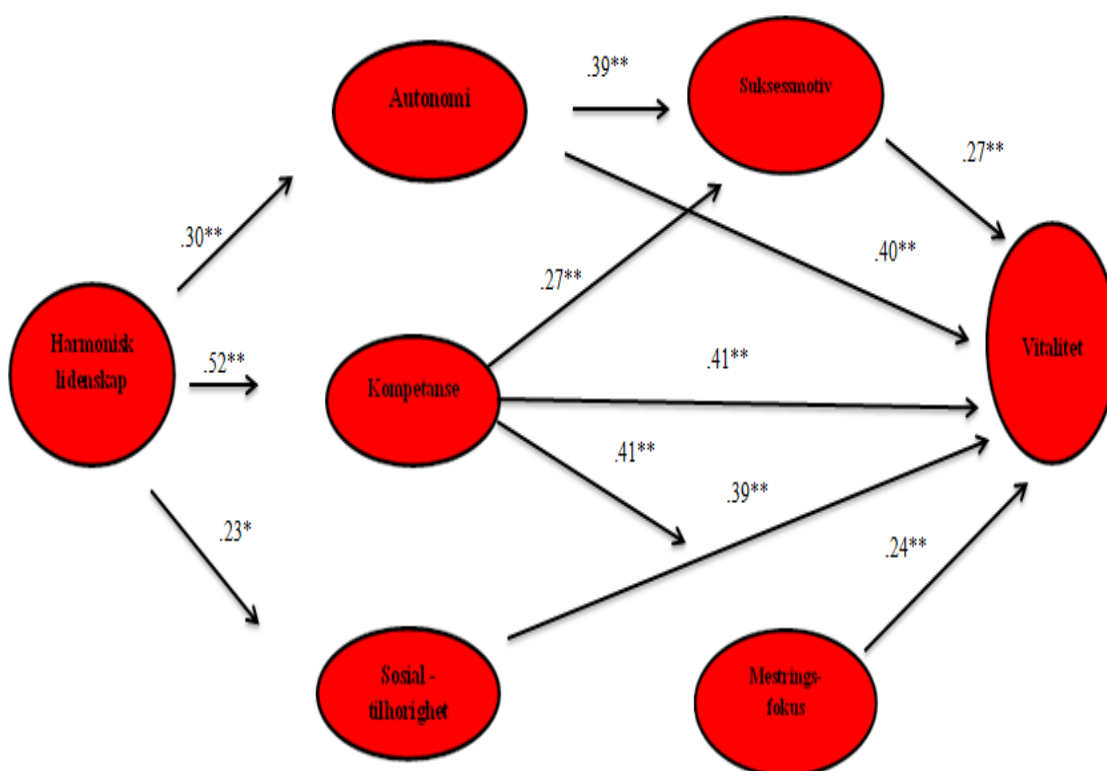 .39**
Suksessmotiv
Autonomi
.27**
.30**
.40**
.27**
Harmonisk
lidenskap
.52**
Kompetanse
.41**
Vitalitet
.41**
.39**
.23*
.24**
Sosial -
tilhorighet
Mestrings-
fokus